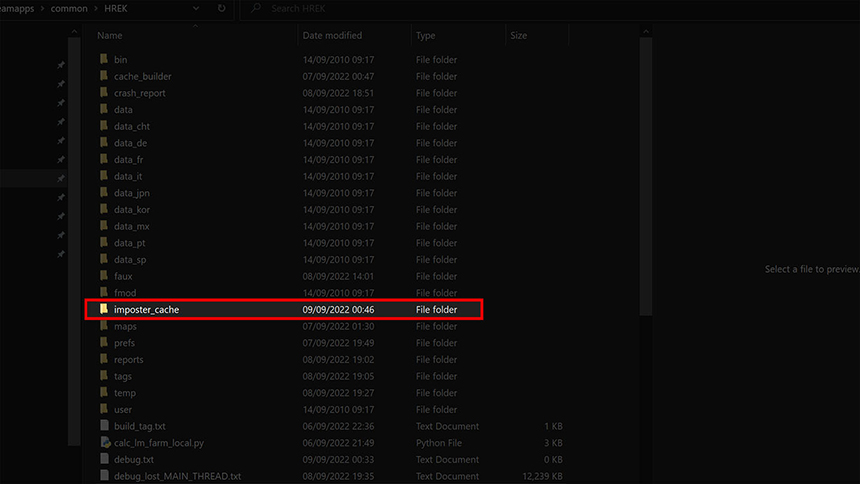 eamapps > common > HREK Search HREK
Name Date modified Type Size
bin 14/09/2010 09:17 File folder
cache_builder 07/09/2022 00:47 File folder
crash_report 08/09/2022 18:51 File folder
data 14/09/2010 09:17 File folder
data_cht 14/09/2010 09:17 File folder
data_de 14/09/2010 09:17 File folder
data_fr 14/09/2010 09:17 File folder
data_it 14/09/2010 09:17 File folder
data_jpn 14/09/2010 09:17 File folder
data_kor 14/09/2010 09:17 File folder
data_mx 14/09/2010 09:17 File folder
data_pt 14/09/2010 09:17 File folder
data_sp 14/09/2010 09:17 File folder
faux 08/09/2022 14:01 File folder
Select a file to preview.
fmod 14/09/2010 09:17 File folder
imposter_cache 09/09/2022 00:46 File folder
maps 07/09/2022 01:30 File folder
prefs 07/09/2022 19:49 File folder
reports 08/09/2022 19:02 File folder
tags 08/09/2022 19:05 File folder
temp 08/09/2022 19:27 File folder
user 14/09/2010 09:17 File folder
build_tag.txt 06/09/2022 22:36 Text Document 1 KB
calc_lm_farm_local.py 06/09/2022 21:49 Python File 3 KB
debug.txt 09/09/2022 00:33 Text Document 0 KB
debug_lost_MAIN_THREAD.txt 08/09/2022 19:35 Text Document 12,239 KB